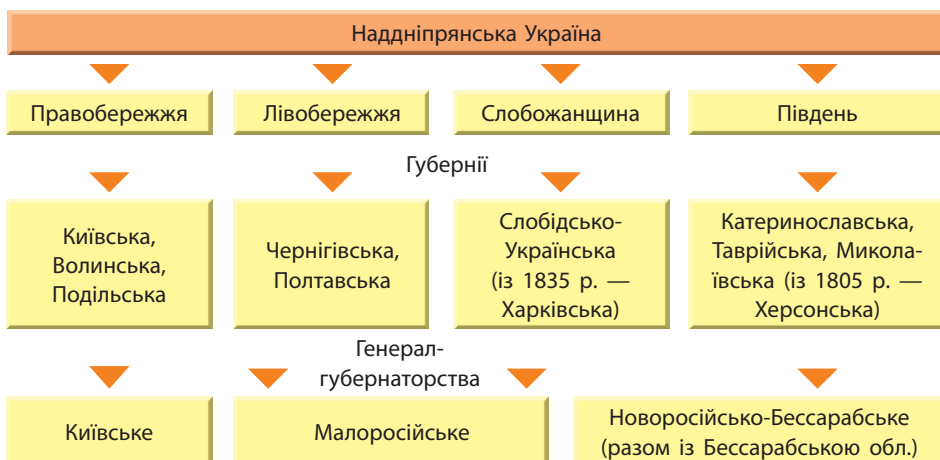 Наддніпрянська Україна
Правобережжя
Лівобережжя
Слобожанщина
Південь
Губернії
Київська,
Волинська,
Подільська
Чернігівська,
Полтавська
Слобідсько-
Українська
(із 1835 р. —
Харківська)
Катеринославська,
Таврійська, Микола-
ївська (із 1805 р. —
Херсонська)
Генерал-
губернаторства
Київське
Малоросійське
Новоросійсько-Бессарабське
(разом із Бессарабською обл.)